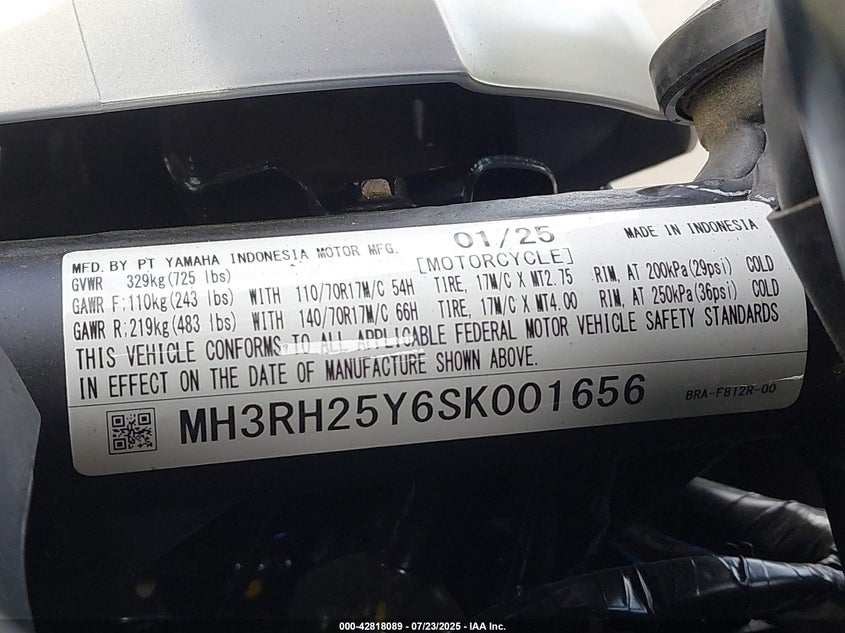 MFD. BY PT YAMAHA INDONESIA MOTOR MFG. 01/25 MADE IN INDONESIA
GVWR 329kg(725 lbs) [MOTORCYCLE]
GAWR F:110kg(243 lbs) WITH 110/70R17M/C 54H TIRE, 17M/C X MT2.75 RIM, AT 200kPa(29psi) COLD
GAWR R:219kg(483 lbs) WITH 140/70R17M/C 66H TIRE, 17M/C X MT4.00 RIM, AT 250kPa(36psi) COLD
THIS VEHICLE CONFORMS TO ALL APPLICABLE FEDERAL MOTOR VEHICLE SAFETY STANDARDS
IN EFFECT ON THE DATE OF MANUFACTURE SHOWN ABOVE.
MH3RH25Y6SK001656 BRA-F812R-00
000-42818089 - 07/23/2025 - IAA Inc.